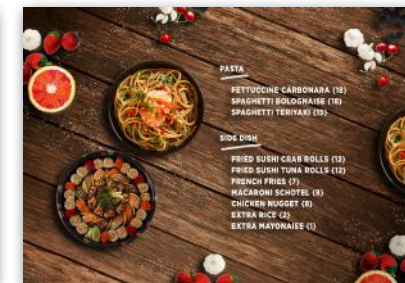 PASTA
FETTUCCINE CARBONARA (18)
SPAGHETTI BOLOGNAISE (18)
SPAGHETTI TERIYAKI (15)
SIDE DISH
FRIED SUSHI CRAB ROLLS (12)
FRIED SUSHI TUNA ROLLS (12)
FRENCH FRIES (7)
MACARONI SCHOTEL (8)
CHICKEN NUGGET (8)
EXTRA RICE (2)
EXTRA MAYONAISE (1)